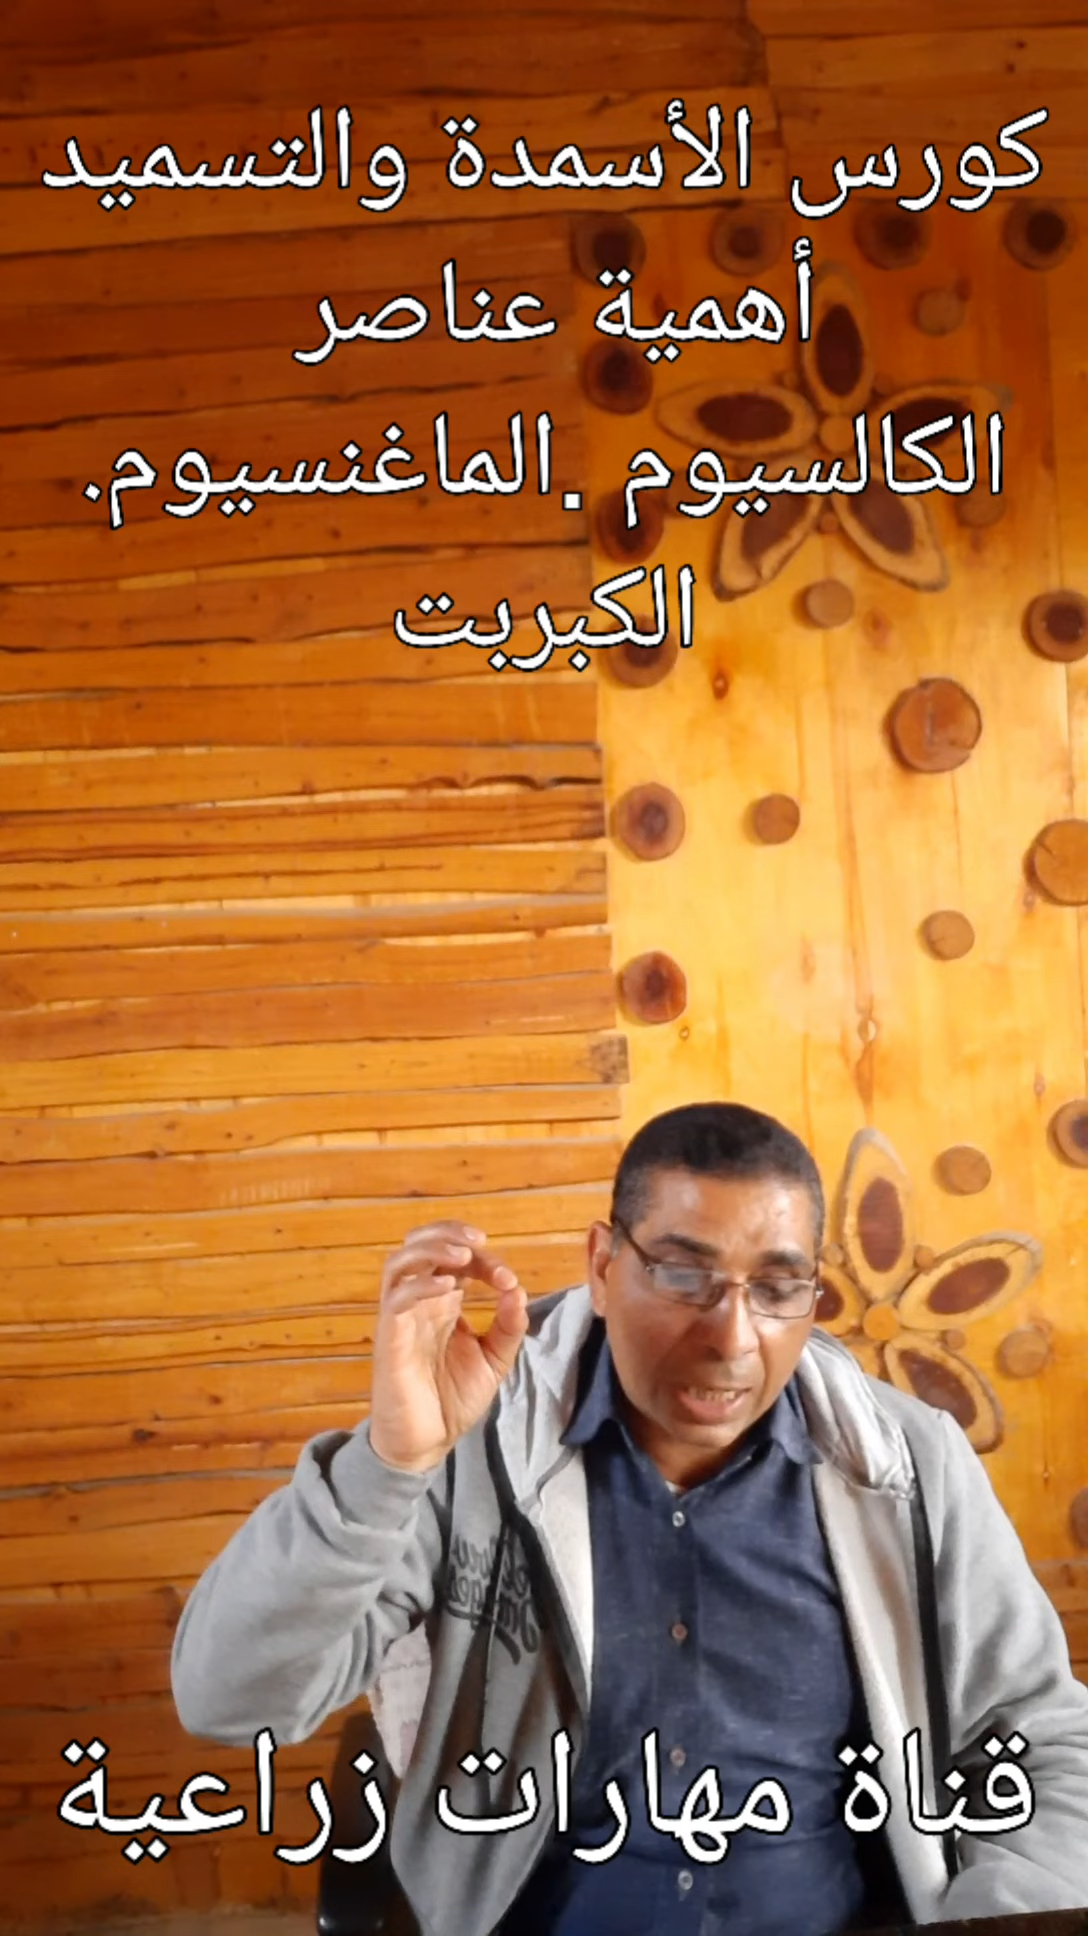 كورس الأسمدة والتسميد
أهمية عناصر
الكالسيوم .الماغنسيوم.
الكبربت
قناة مهارات زراعية